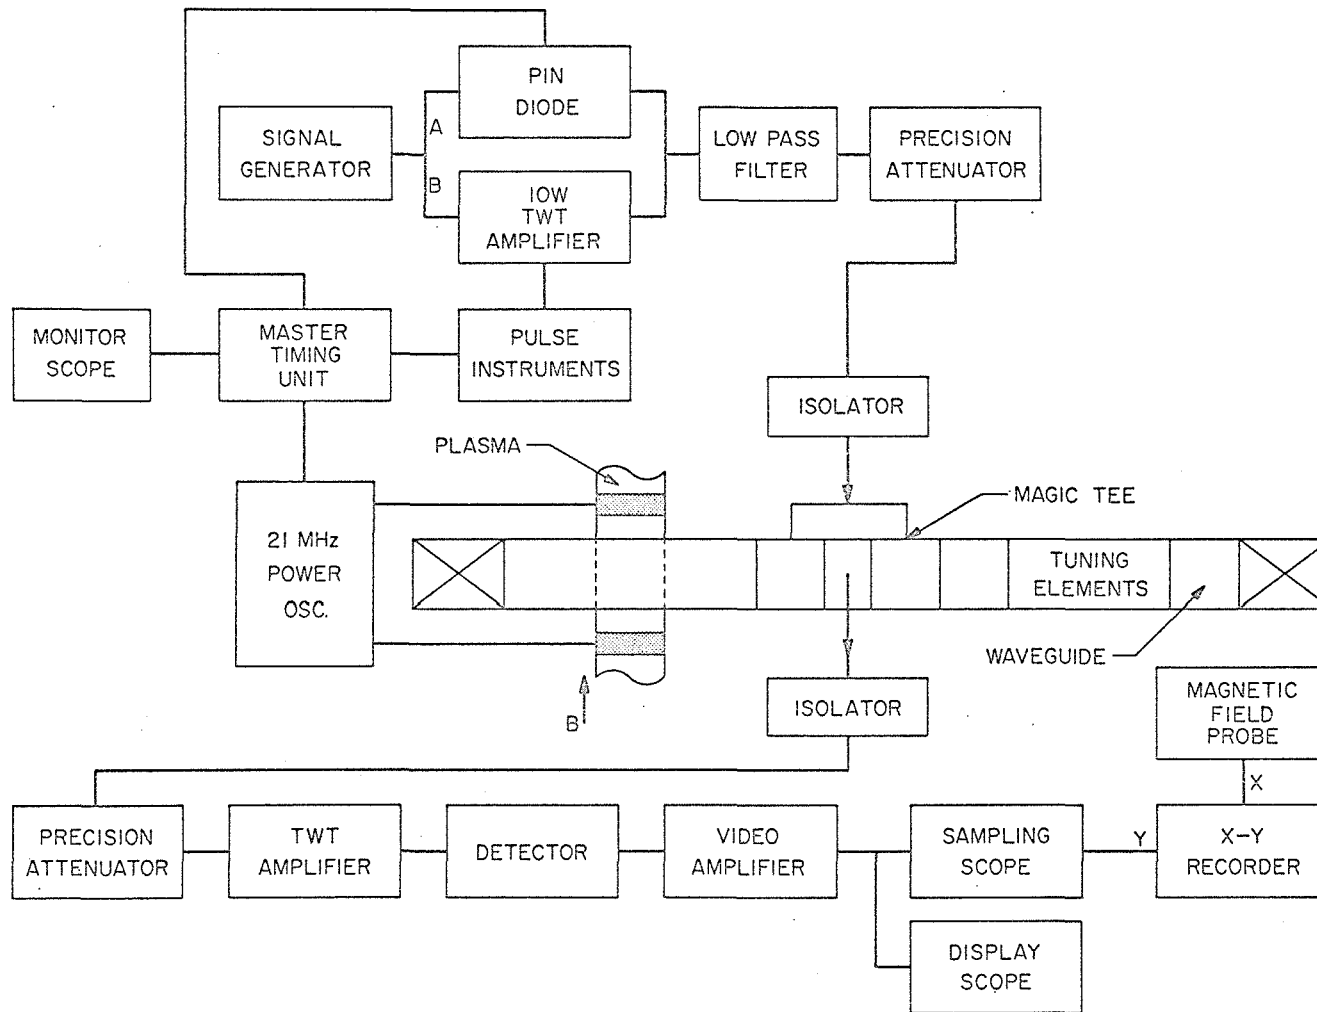 PIN
DIODE
SIGNAL
GENERATOR
A
B
10W
TWT
AMPLIFIER
LOW PASS
FILTER
PRECISION
ATTENUATOR
MONITOR
SCOPE
MASTER
TIMING
UNIT
PULSE
INSTRUMENTS
ISOLATOR
PLASMA
MAGIC TEE
21 MHz
POWER
OSC.
TUNING
ELEMENTS
WAVEGUIDE
B
ISOLATOR
MAGNETIC
FIELD
PROBE
X
PRECISION
ATTENUATOR
TWT
AMPLIFIER
DETECTOR
VIDEO
AMPLIFIER
SAMPLING
SCOPE
Y
X-Y
RECORDER
DISPLAY
SCOPE